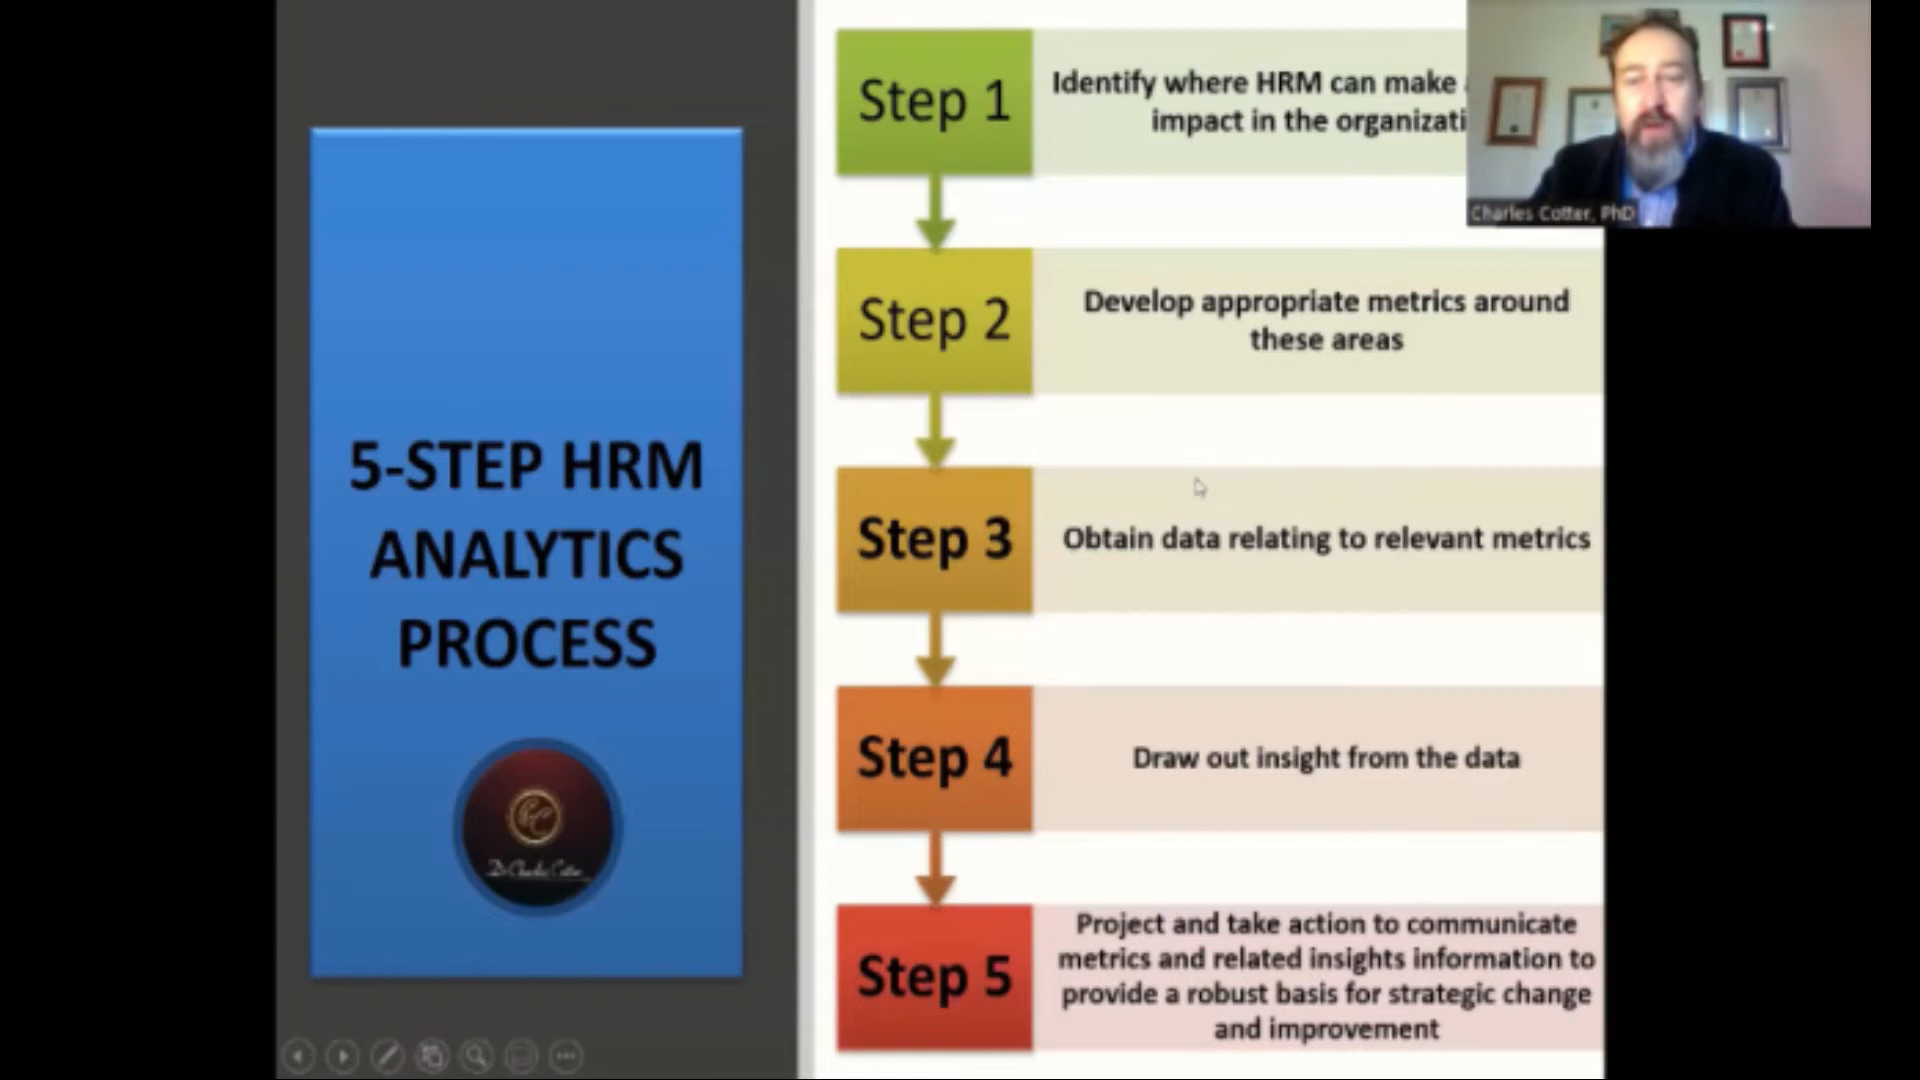 5-STEP HRM
ANALYTICS
PROCESS
Dr Charles Cotter
Step 1
Identify where HRM can make
impact in the organizati
Charles Cotter, PhD
Step 2
Develop appropriate metrics around
these areas
Step 3
Obtain data relating to relevant metrics
Step 4
Draw out insight from the data
Step 5
Project and take action to communicate
metrics and related insights information to
provide a robust basis for strategic change
and improvement